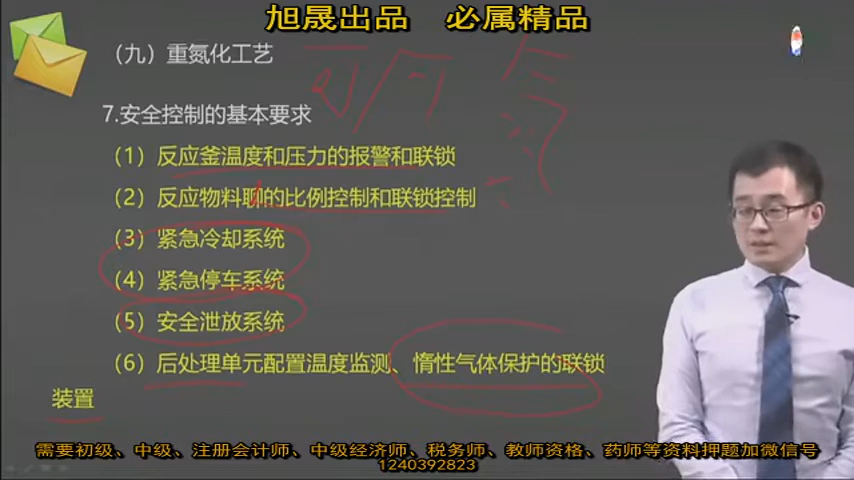 旭晟出品 必属精品
（九）重氮化工艺
7.安全控制的基本要求
（1）反应釜温度和压力的报警和联锁
（2）反应物料聊的比例控制和联锁控制
（3）紧急冷却系统
（4）紧急停车系统
（5）安全泄放系统
（6）后处理单元配置温度监测、惰性气体保护的联锁
装置
需要初级、中级、注册会计师、中级经济师、税务师、教师资格、药师等资料押题加微信号
1240392823